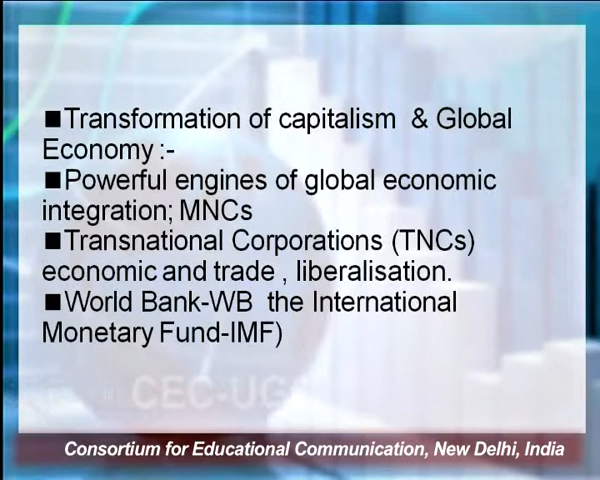 ■Transformation of capitalism & Global
Economy :-
■Powerful engines of global economic
integration; MNCs
■Transnational Corporations (TNCs)
economic and trade , liberalisation.
■World Bank-WB the International
Monetary Fund-IMF)
CEC-UG
Consortium for Educational Communication, New Delhi, India